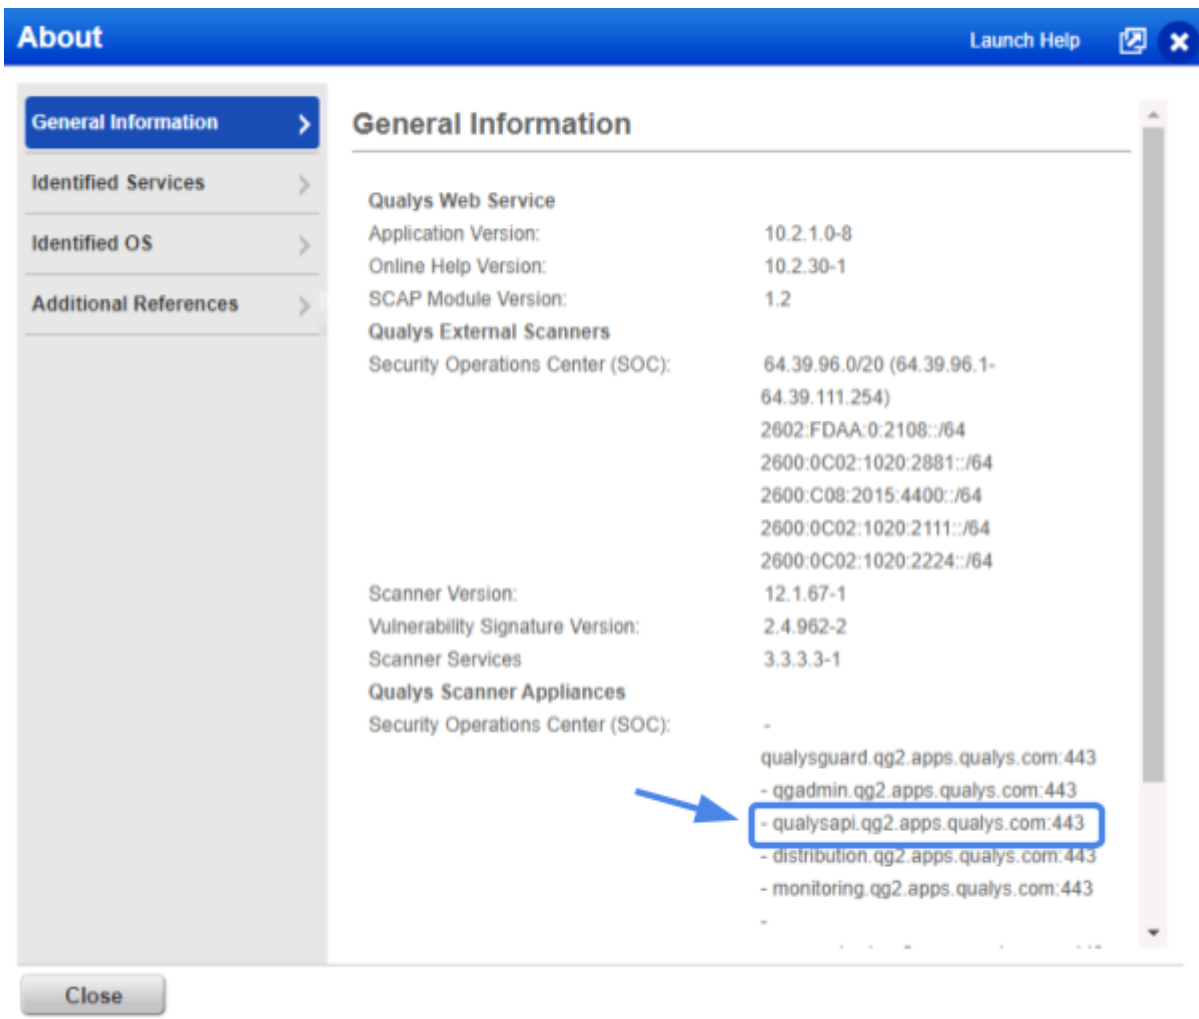 About
Launch Help
General Information
Identified Services
Identified OS
Additional References
General Information
Qualys Web Service
Application Version: 10.2.1.0-8
Online Help Version: 10.2.30-1
SCAP Module Version: 1.2
Qualys External Scanners
Security Operations Center (SOC): 64.39.96.0/20 (64.39.96.1-
64.39.111.254)
2602:FDAA:0:2108::/64
2600:0C02:1020:2881::/64
2600:C08:2015:4400::/64
2600:0C02:1020:2111::/64
2600:0C02:1020:2224::/64
Scanner Version: 12.1.67-1
Vulnerability Signature Version: 2.4.962-2
Scanner Services 3.3.3.3-1
Qualys Scanner Appliances
Security Operations Center (SOC): -
qualysguard.qg2.apps.qualys.com:443
- qgadmin.qg2.apps.qualys.com:443
- qualysapi.qg2.apps.qualys.com:443
- distribution.qg2.apps.qualys.com:443
- monitoring.qg2.apps.qualys.com:443
-
Close